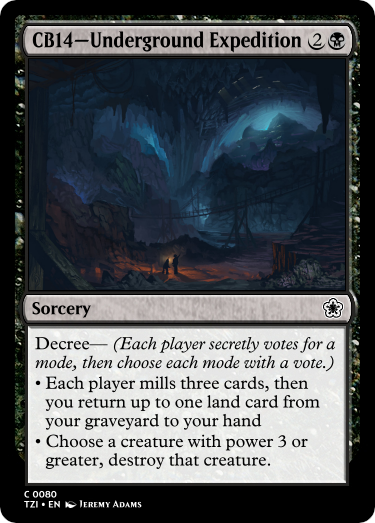 CB14—Underground Expedition 2
Sorcery
Decree— (Each player secretly votes for a
mode, then choose each mode with a vote.)
• Each player mills three cards, then
you return up to one land card from
your graveyard to your hand
• Choose a creature with power 3 or
greater, destroy that creature.
C 0080
TZI • EN Jeremy Adams